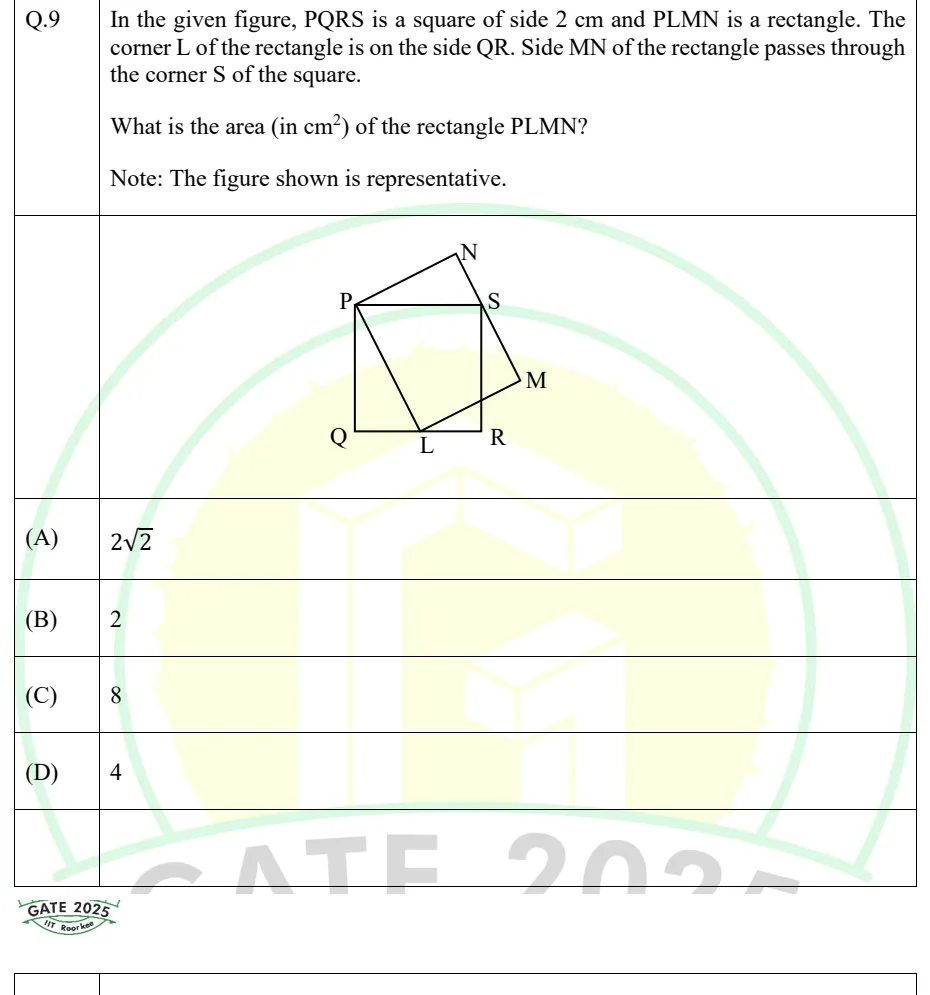 Q.9
In the given figure, PQRS is a square of side 2 cm and PLMN is a rectangle. The
corner L of the rectangle is on the side QR. Side MN of the rectangle passes through
the corner S of the square.
What is the area (in cm²) of the rectangle PLMN?
Note: The figure shown is representative.
N
P
S
M
Q
L
R
(A) 2√2
(B) 2
(C) 8
(D) 4
GATE 2025
GATE 2025
IIT Roorkee